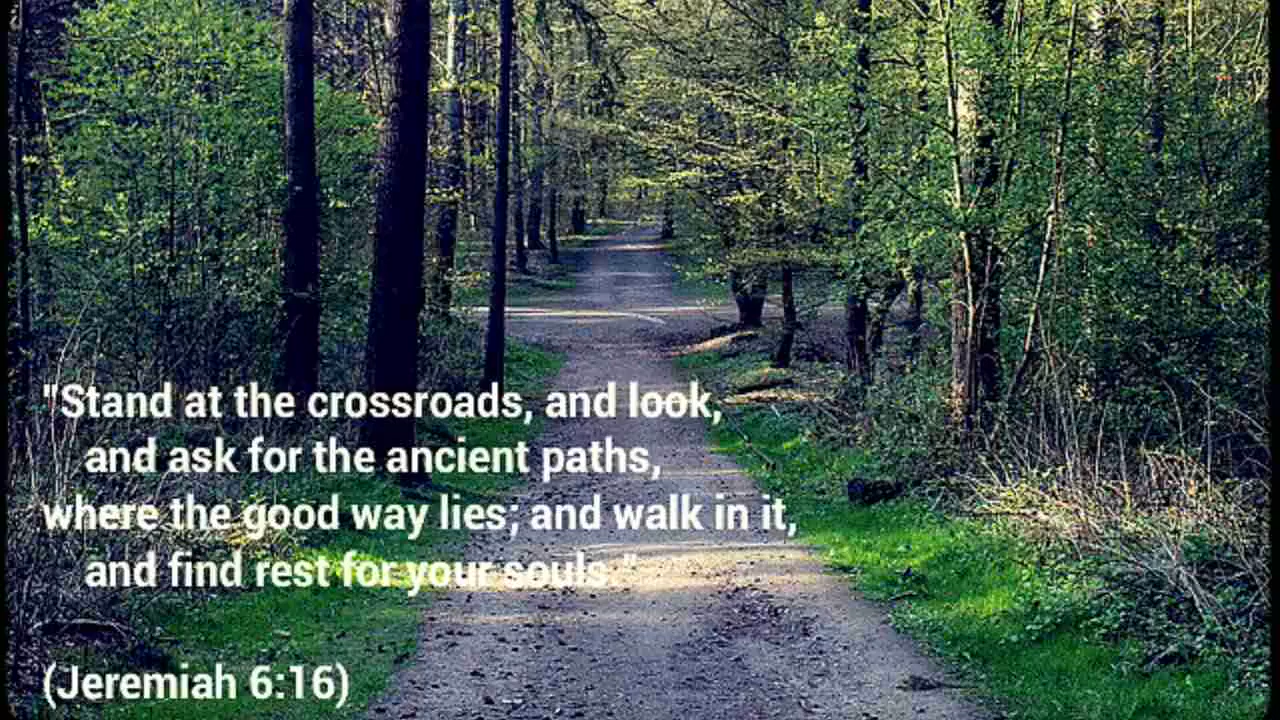 "Stand at the crossroads, and look,
and ask for the ancient paths,
where the good way lies; and walk in it,
and find rest for your souls."
(Jeremiah 6:16)